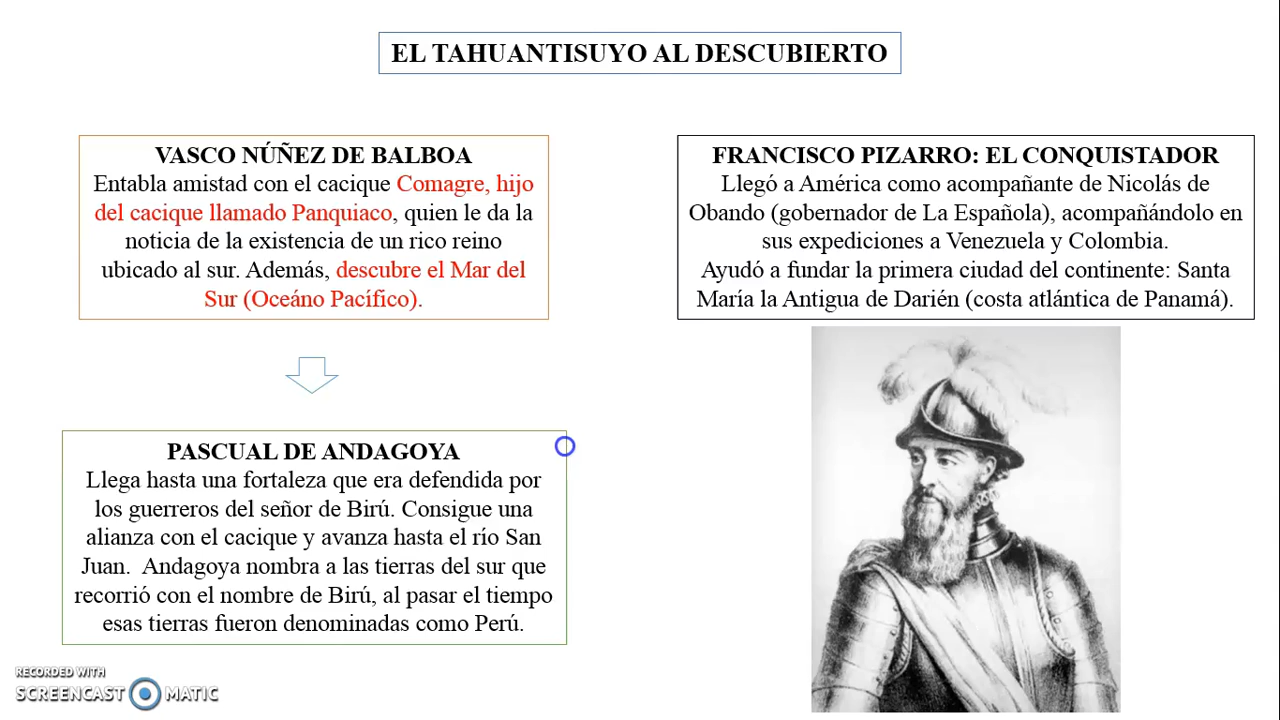 EL TAHUANTISUYO AL DESCUBIERTO
VASCO NÚÑEZ DE BALBOA
Entabla amistad con el cacique Comagre, hijo
del cacique llamado Panquiaco, quien le da la
noticia de la existencia de un rico reino
ubicado al sur. Además, descubre el Mar del
Sur (Oceáno Pacífico).
PASCUAL DE ANDAGOYA
Llega hasta una fortaleza que era defendida por
los guerreros del señor de Birú. Consigue una
alianza con el cacique y avanza hasta el río San
Juan. Andagoya nombra a las tierras del sur que
recorrió con el nombre de Birú, al pasar el tiempo
esas tierras fueron denominadas como Perú.
FRANCISCO PIZARRO: EL CONQUISTADOR
Llegó a América como acompañante de Nicolás de
Obando (gobernador de La Española), acompañándolo en
sus expediciones a Venezuela y Colombia.
Ayudó a fundar la primera ciudad del continente: Santa
María la Antigua de Darién (costa atlántica de Panamá).
RECORDED WITH
SCREENCAST MATIC